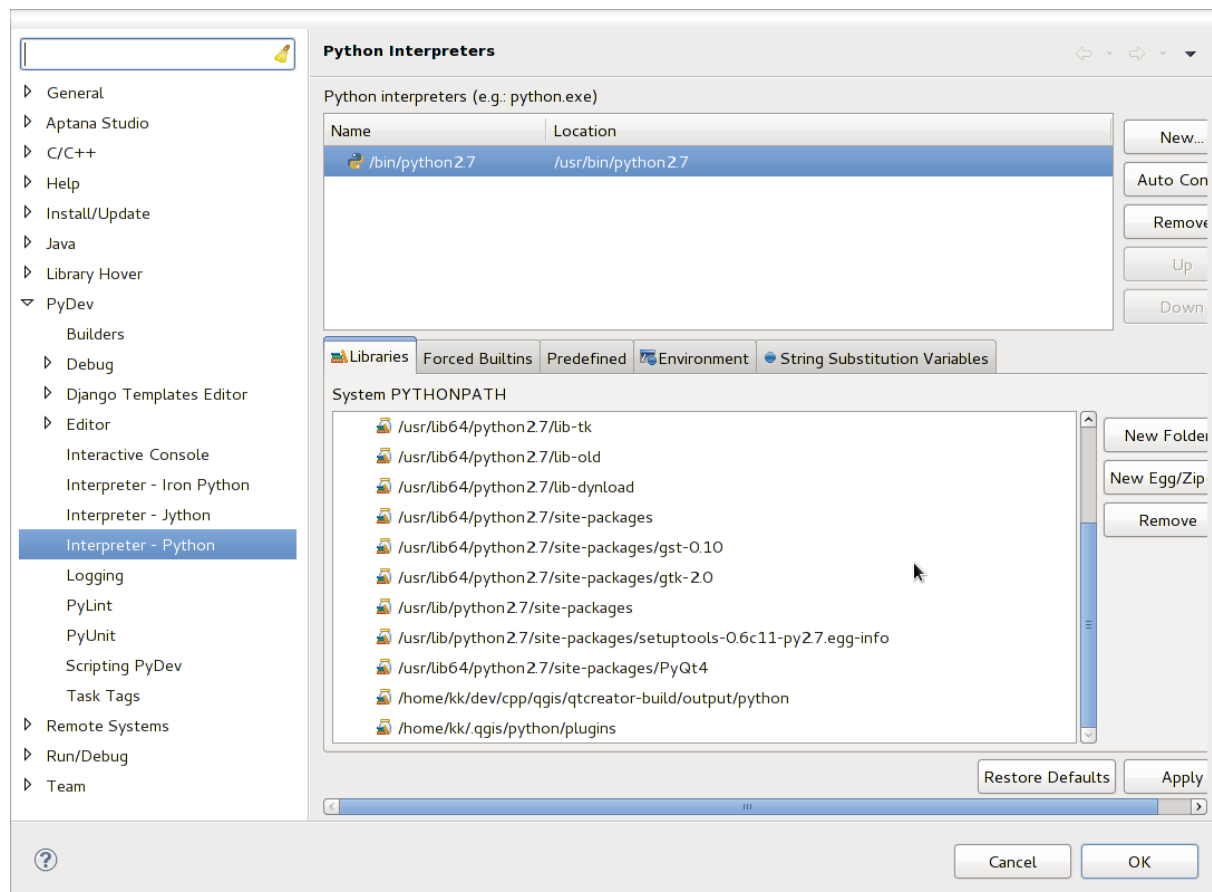 Python Interpreters
General
Aptana Studio
C/C++
Help
Install/Update
Java
Library Hover
PyDev
Builders
Debug
Django Templates Editor
Editor
Interactive Console
Interpreter - Iron Python
Interpreter - Jython
Interpreter - Python
Logging
PyLint
PyUnit
Scripting PyDev
Task Tags
Remote Systems
Run/Debug
Team
Python interpreters (e.g.: python.exe)
Name Location
/bin/python2.7 /usr/bin/python2.7
New...
Auto Con
Remove
Up
Down
Libraries Forced Builtins Predefined Environment String Substitution Variables
System PYTHONPATH
/usr/lib64/python2.7/lib-tk
/usr/lib64/python2.7/lib-old
/usr/lib64/python2.7/lib-dynload
/usr/lib64/python2.7/site-packages
/usr/lib64/python2.7/site-packages/gst-0.10
/usr/lib64/python2.7/site-packages/gtk-2.0
/usr/lib/python2.7/site-packages
/usr/lib/python2.7/site-packages/setuptools-0.6c11-py2.7.egg-info
/usr/lib64/python2.7/site-packages/PyQt4
/home/kk/dev/cpp/qgis/qtcreator-build/output/python
/home/kk/.qgis/python/plugins
New Folder
New Egg/Zip
Remove
Restore Defaults Apply
Cancel OK